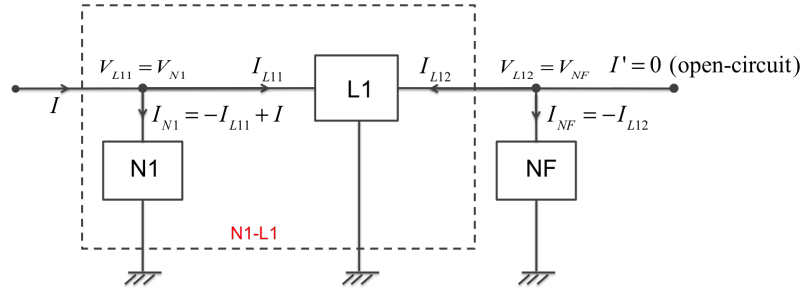 V_{L11} = V_{N1}
I_{L11}
I_{L12}
V_{L12} = V_{NF}
I' = 0 (open-circuit)
L1
I
I_{N1} = -I_{L11} + I
I_{NF} = -I_{L12}
N1
NF
N1-L1